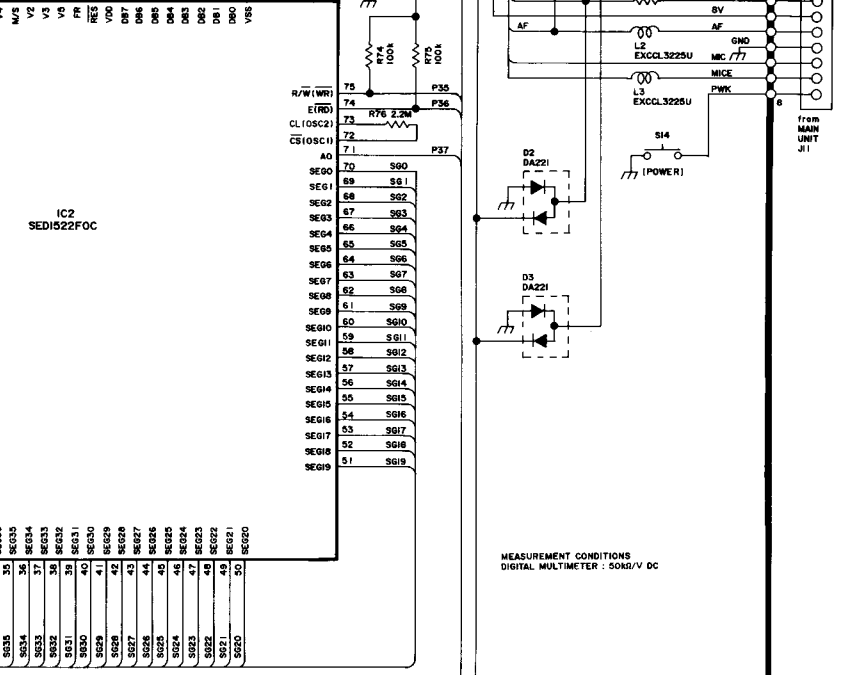 M/S
V2
V3
V5
FR
RES
VDD
DB7
DB6
DB5
DB4
DB3
DB2
DB1
DB0
VSS
R74
100k
R75
100k
R/W(WR)
75
P35
E(RD)
74
P36
CL(OSC2)
73
R76 2.2M
CS(OSC1)
72
A0
71
P37
SEG0 70 SG0
SEG1 69 SG1
SEG2 68 SG2
SEG3 67 SG3
SEG4 66 SG4
SEG5 65 SG5
SEG6 64 SG6
SEG7 63 SG7
SEG8 62 SG8
SEG9 61 SG9
SEG10 60 SG10
SEG11 59 SG11
SEG12 58 SG12
SEG13 57 SG13
SEG14 56 SG14
SEG15 55 SG15
SEG16 54 SG16
SEG17 53 SG17
SEG18 52 SG18
SEG19 51 SG19
IC2
SED1522FOC
8V
AF
AF
L2
EXCCL3225U
GND
MIC
MICE
L3
EXCCL3225U
PWK
8
from
MAIN
UNIT
J11
S14
(POWER)
D2
DA221
D3
DA221
MEASUREMENT CONDITIONS
DIGITAL MULTIMETER : 50kΩ/V DC
SEG35 35 SG35
SEG34 36 SG34
SEG33 37 SG33
SEG32 38 SG32
SEG31 39 SG31
SEG30 40 SG30
SEG29 41 SG29
SEG28 42 SG28
SEG27 43 SG27
SEG26 44 SG26
SEG25 45 SG25
SEG24 46 SG24
SEG23 47 SG23
SEG22 48 SG22
SEG21 49 SG21
SEG20 50 SG20